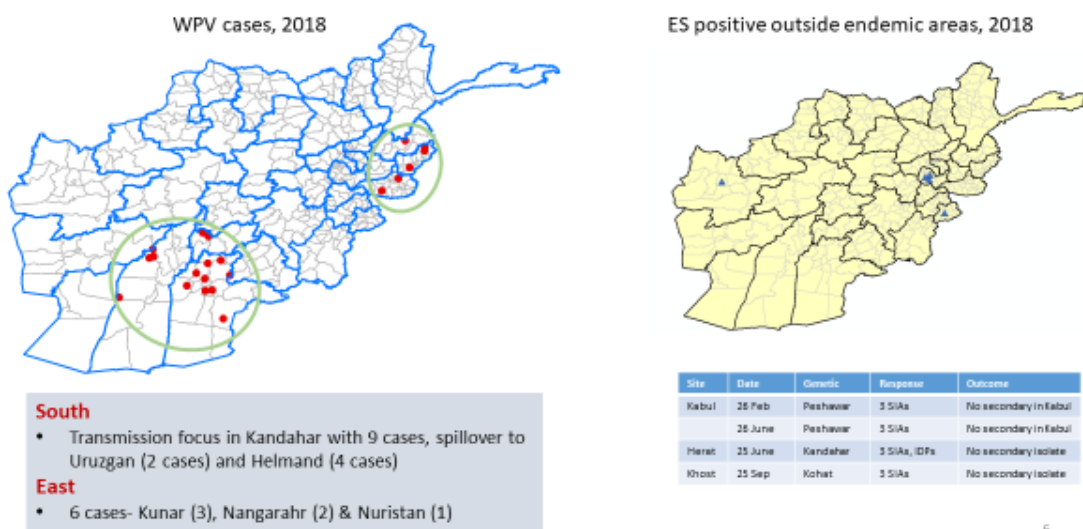 WPV cases, 2018
ES positive outside endemic areas, 2018
South
• Transmission focus in Kandahar with 9 cases, spillover to
Uruzgan (2 cases) and Helmand (4 cases)
East
• 6 cases- Kunar (3), Nangarahr (2) & Nuristan (1)
Site Date Genetic Response Outcome
Kabul 26 Feb Peshawar 3 SIAs No secondary in Kabul
26 June Peshawar 3 SIAs No secondary in Kabul
Herat 25 June Kandahar 3 SIAs, IDPs No secondary isolate
Khost 25 Sep Kohat 3 SIAs No secondary isolate
6